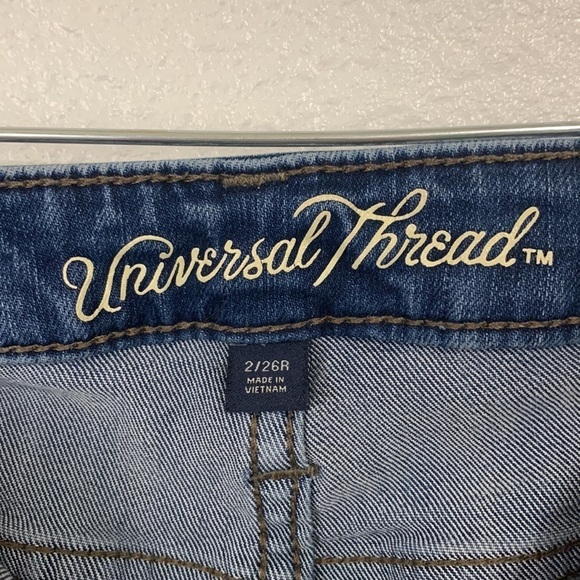 Universal Thread™
2/26R
MADE IN
VIETNAM